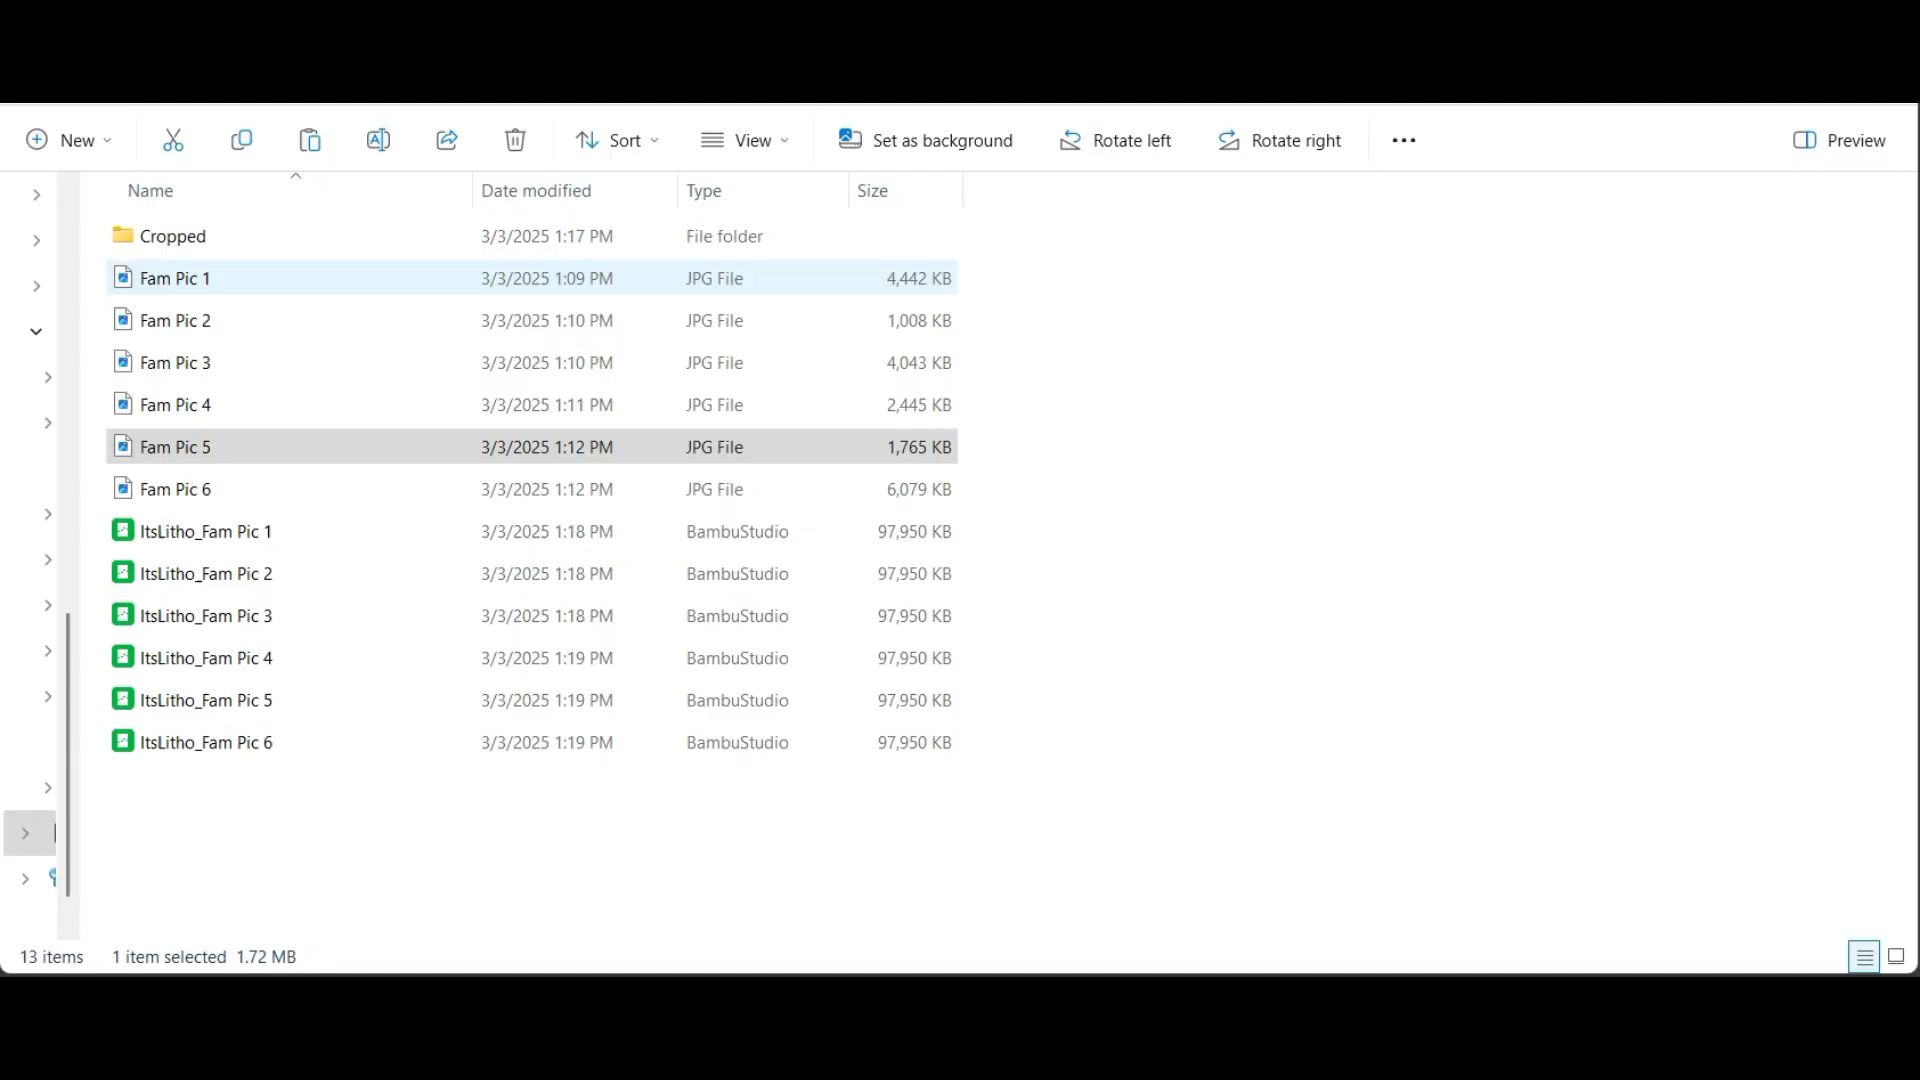 New Sort View Set as background Rotate left Rotate right Preview
Name Date modified Type Size
Cropped 3/3/2025 1:17 PM File folder
Fam Pic 1 3/3/2025 1:09 PM JPG File 4,442 KB
Fam Pic 2 3/3/2025 1:10 PM JPG File 1,008 KB
Fam Pic 3 3/3/2025 1:10 PM JPG File 4,043 KB
Fam Pic 4 3/3/2025 1:11 PM JPG File 2,445 KB
Fam Pic 5 3/3/2025 1:12 PM JPG File 1,765 KB
Fam Pic 6 3/3/2025 1:12 PM JPG File 6,079 KB
ItsLitho_Fam Pic 1 3/3/2025 1:18 PM BambuStudio 97,950 KB
ItsLitho_Fam Pic 2 3/3/2025 1:18 PM BambuStudio 97,950 KB
ItsLitho_Fam Pic 3 3/3/2025 1:18 PM BambuStudio 97,950 KB
ItsLitho_Fam Pic 4 3/3/2025 1:19 PM BambuStudio 97,950 KB
ItsLitho_Fam Pic 5 3/3/2025 1:19 PM BambuStudio 97,950 KB
ItsLitho_Fam Pic 6 3/3/2025 1:19 PM BambuStudio 97,950 KB
13 items 1 item selected 1.72 MB